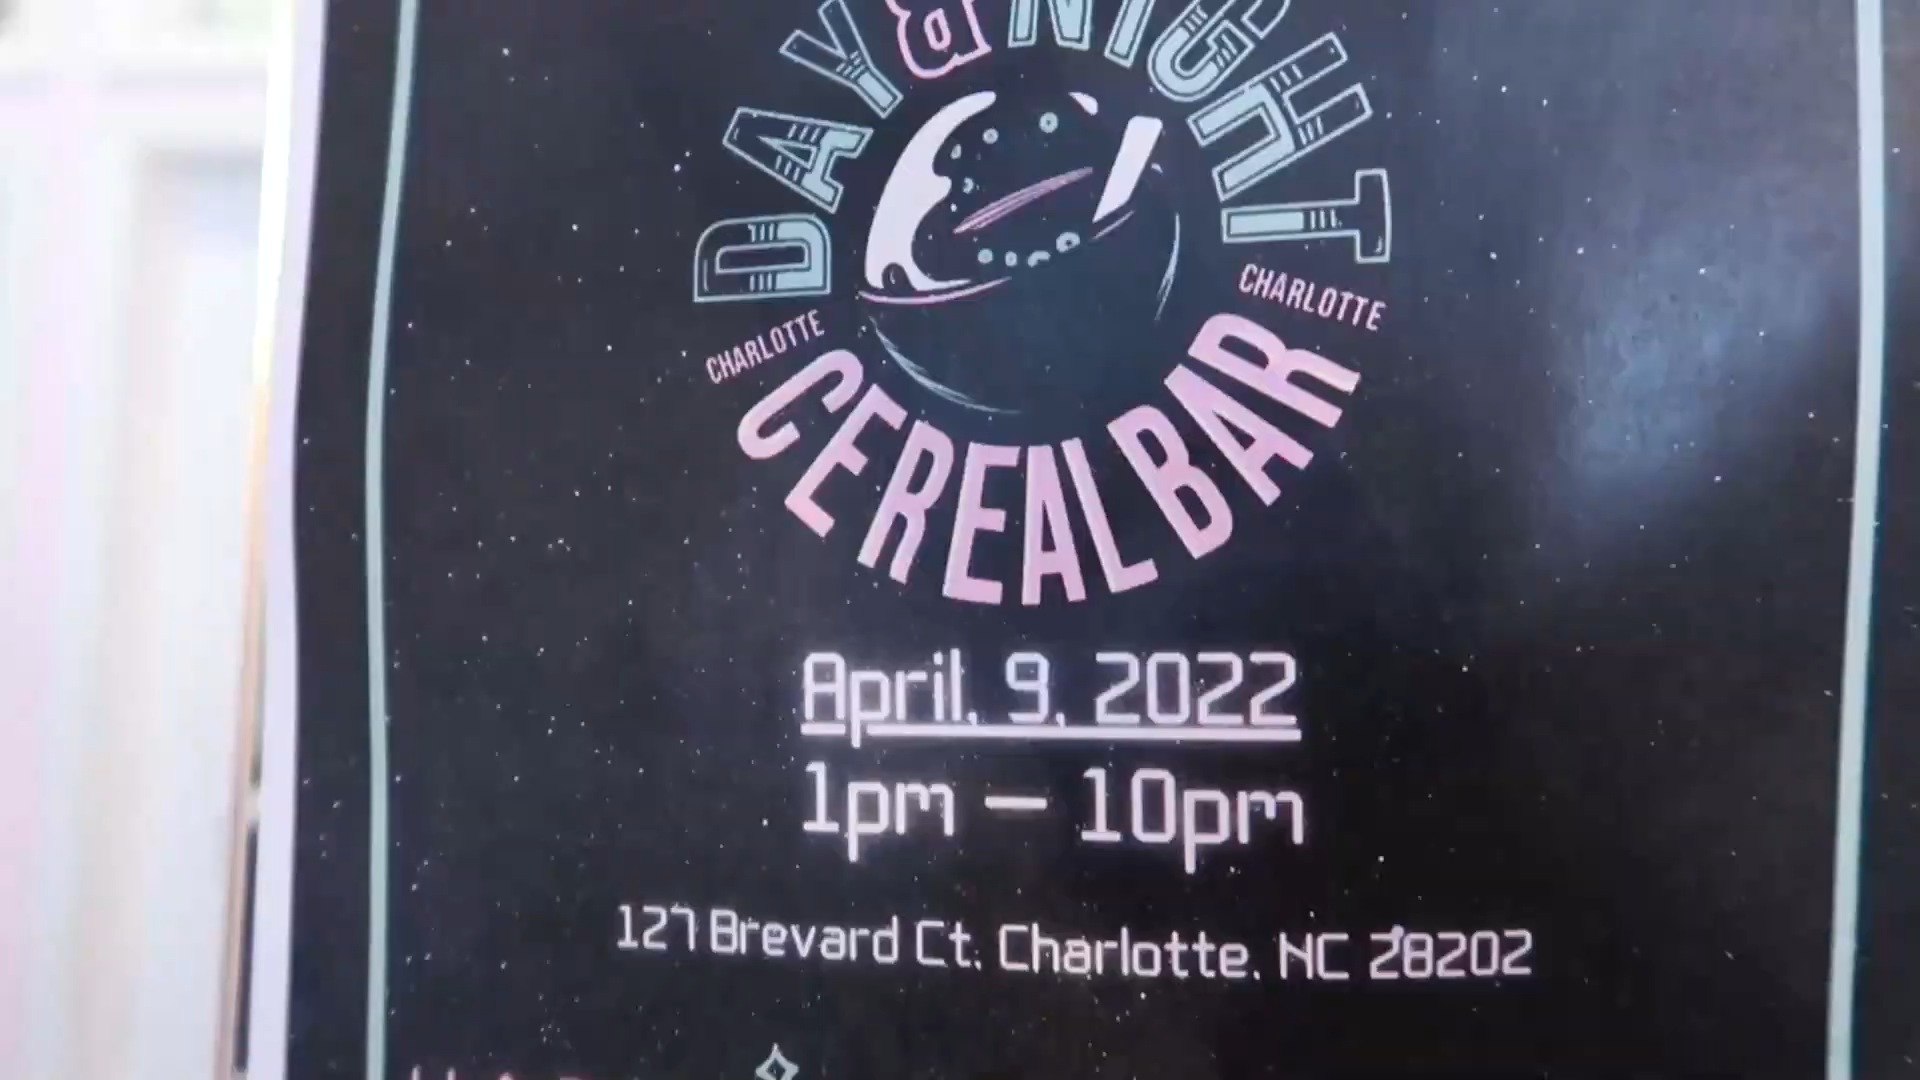 DAY & NIGHT
CHARLOTTE
CHARLOTTE
CEREAL BAR
April. 9. 2022
1pm — 10pm
127 Brevard Ct. Charlotte. NC 28202